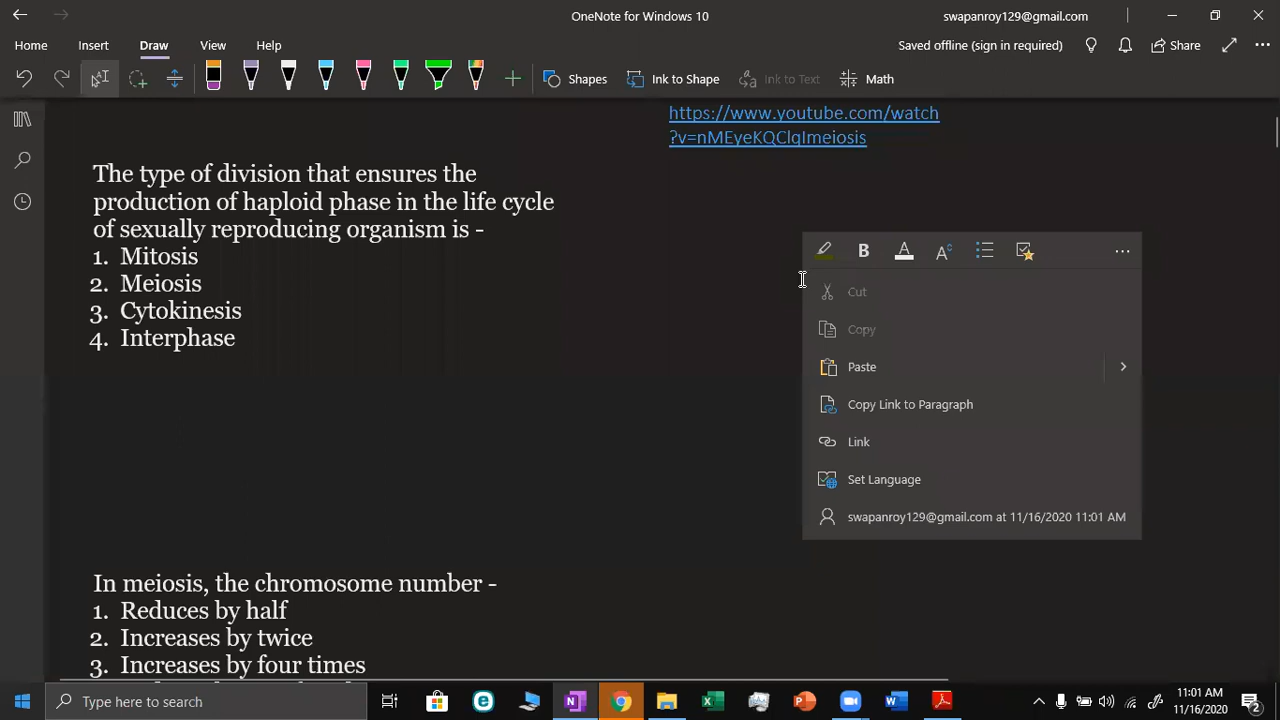 OneNote for Windows 10
swapanroy129@gmail.com
Home Insert Draw View Help
Saved offline (sign in required)
Share
Shapes
Ink to Shape
Ink to Text
Math
https://www.youtube.com/watch
?v=nMEyeKQClqImeiosis
The type of division that ensures the
production of haploid phase in the life cycle
of sexually reproducing organism is -
1. Mitosis
2. Meiosis
3. Cytokinesis
4. Interphase
B A A
Cut
Copy
Paste
Copy Link to Paragraph
Link
Set Language
swapanroy129@gmail.com at 11/16/2020 11:01 AM
In meiosis, the chromosome number -
1. Reduces by half
2. Increases by twice
3. Increases by four times
Type here to search
11:01 AM
11/16/2020
2